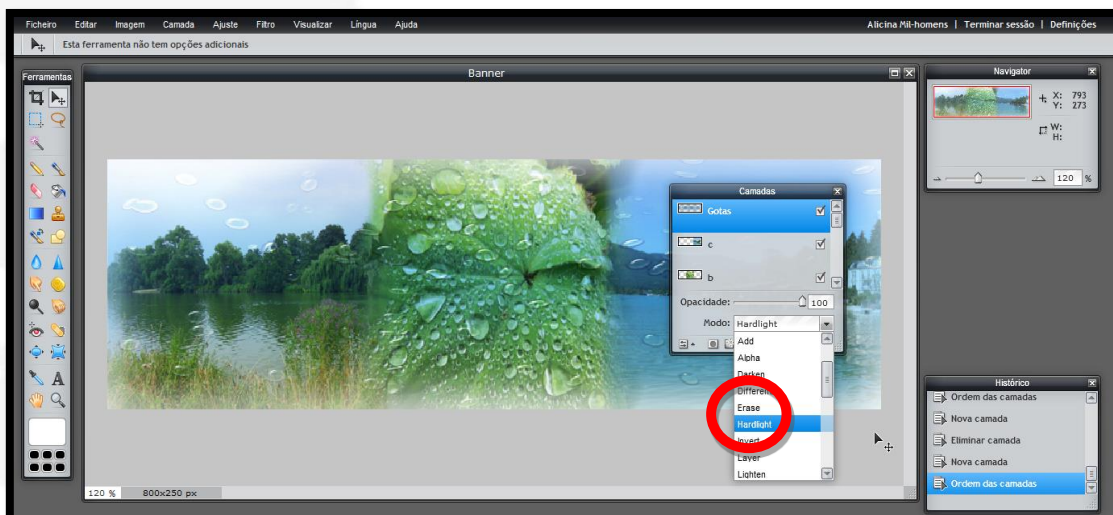 Ficheiro Editar Imagem Camada Ajuste Filtro Visualizar Língua Ajuda Alicina Mil-homens | Terminar sessão | Definições
Esta ferramenta não tem opções adicionais
Ferramentas
Banner
Navigator
X: 793
Y: 273
W:
H:
120 %
Camadas
Gotas
c
b
Opacidade: 100
Modo: Hardlight
Add
Alpha
Darken
Differen
Erase
Hardlight
Invert
Layer
Lighten
Histórico
Ordem das camadas
Nova camada
Eliminar camada
Nova camada
Ordem das camadas
120 % 800x250 px